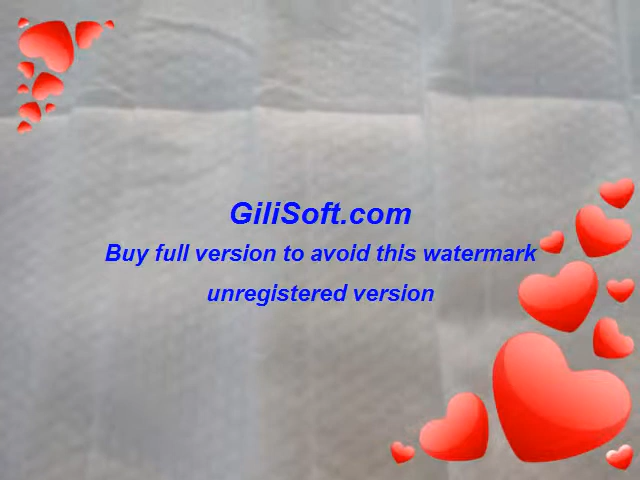 GiliSoft.com
Buy full version to avoid this watermark
unregistered version